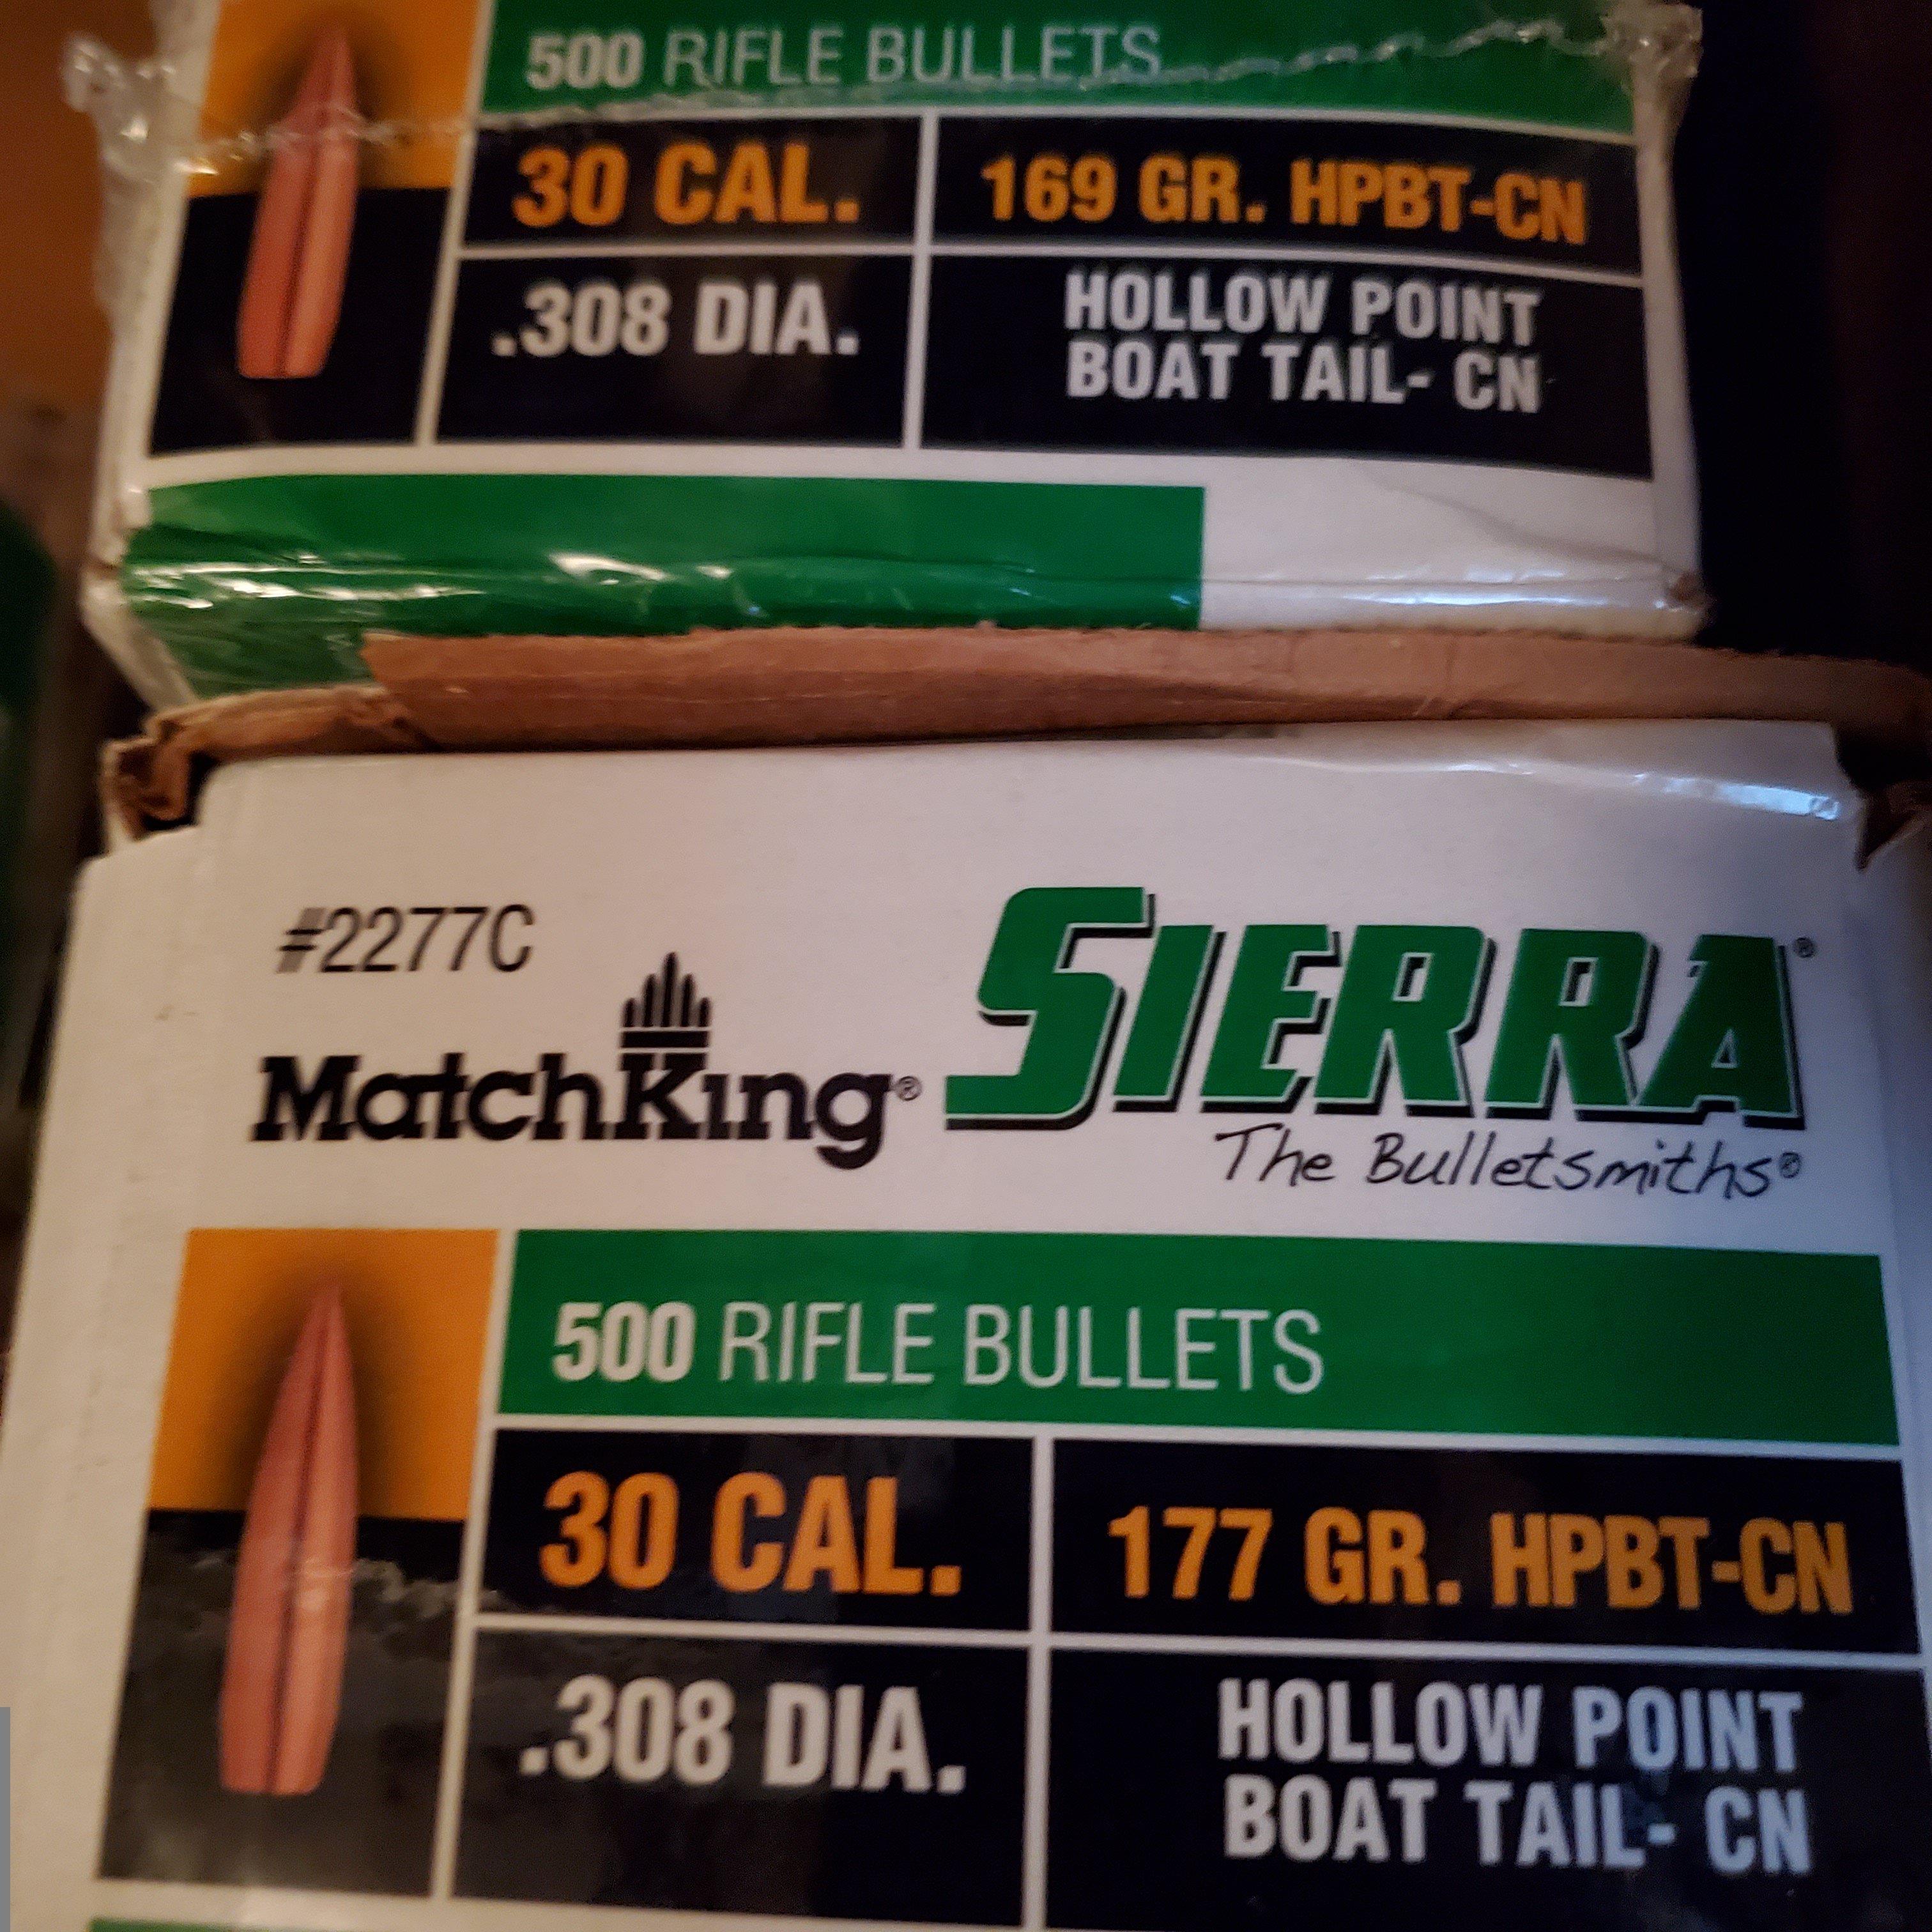 500 RIFLE BULLETS
30 CAL.
169 GR. HPBT-CN
.308 DIA.
HOLLOW POINT
BOAT TAIL- CN
#2277C
MatchKing®
SIERRA®
The Bulletsmiths®
500 RIFLE BULLETS
30 CAL.
177 GR. HPBT-CN
.308 DIA.
HOLLOW POINT
BOAT TAIL- CN